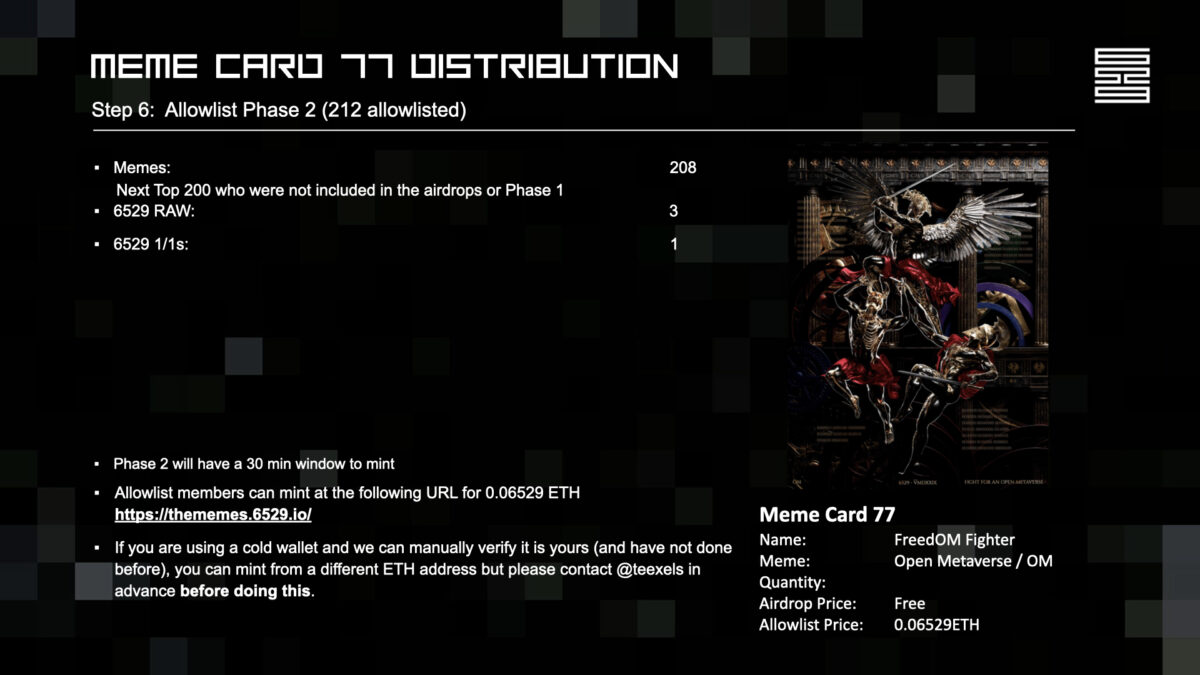 MEME CARD 77 DISTRIBUTION
Step 6: Allowlist Phase 2 (212 allowlisted)
▪ Memes: 208
Next Top 200 who were not included in the airdrops or Phase 1
▪ 6529 RAW: 3
▪ 6529 1/1s: 1
▪ Phase 2 will have a 30 min window to mint
▪ Allowlist members can mint at the following URL for 0.06529 ETH
https://thememes.6529.io/
▪ If you are using a cold wallet and we can manually verify it is yours (and have not done
before), you can mint from a different ETH address but please contact @teexels in
advance before doing this.
OM
FIGHT FOR AN OPEN METAVERSE
Meme Card 77
Name: FreedOM Fighter
Meme: Open Metaverse / OM
Quantity:
Airdrop Price: Free
Allowlist Price: 0.06529ETH